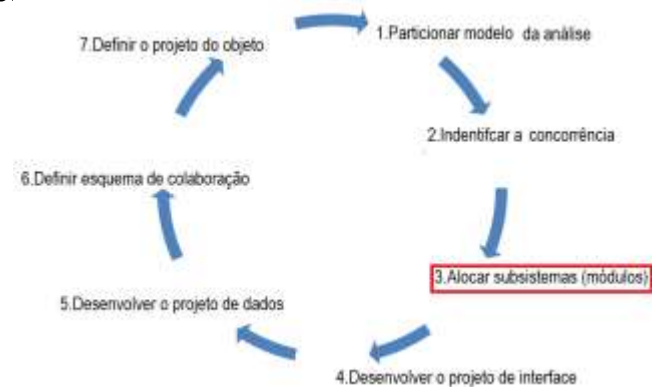 1.Particionar modelo da análise
2.Indentifcar a concorrência
3.Alocar subsistemas (módulos)
4.Desenvolver o projeto de interface
5.Desenvolver o projeto de dados
6.Definir esquema de colaboração
7.Definir o projeto do objeto